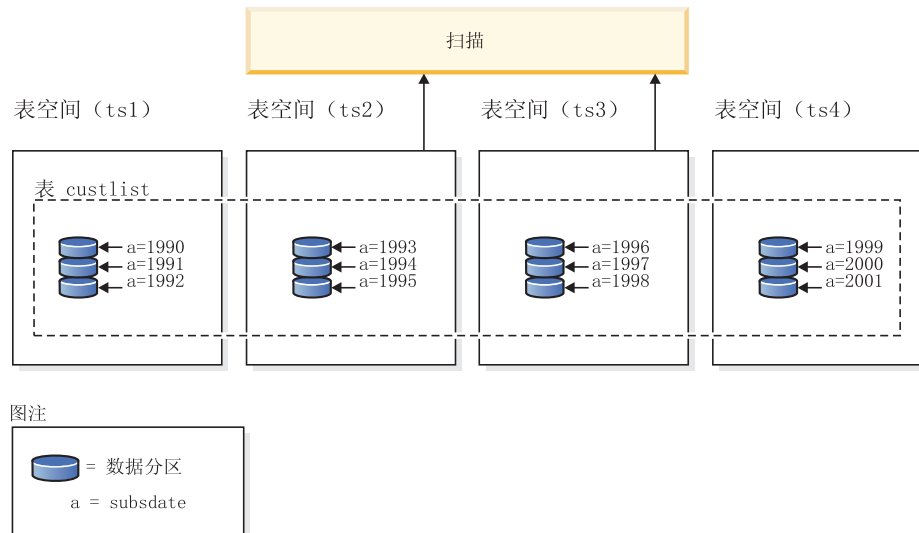 扫描
表空间（ts1）
表空间（ts2）
表空间（ts3）
表空间（ts4）
表 custlist
a=1990
a=1991
a=1992
a=1993
a=1994
a=1995
a=1996
a=1997
a=1998
a=1999
a=2000
a=2001
图注
= 数据分区
a = subsdate